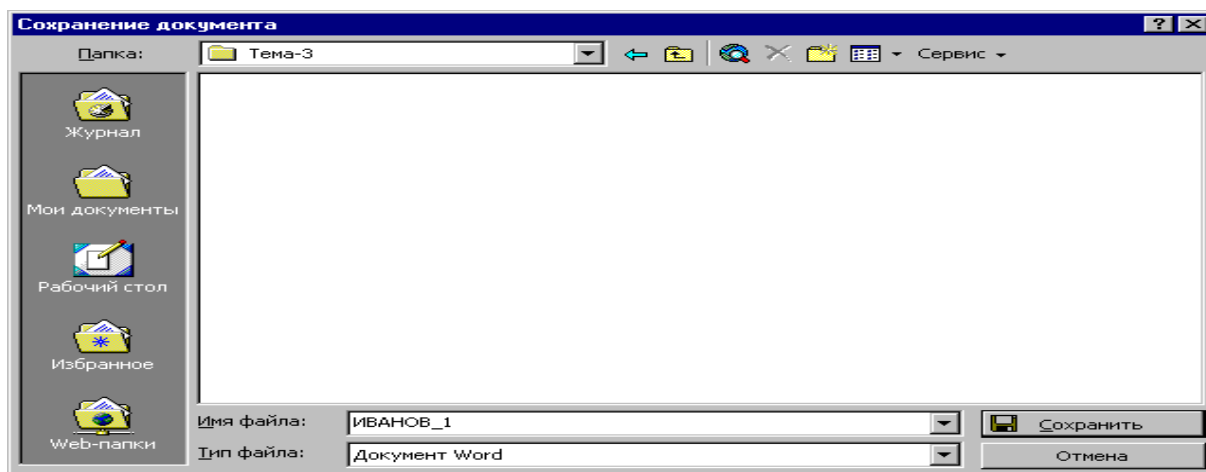 Сохранение документа
Папка: Тема-3 Сервис
Журнал
Мои документы
Рабочий стол
Избранное
Web-папки
Имя файла: ИВАНОВ_1 Сохранить
Тип файла: Документ Word Отмена